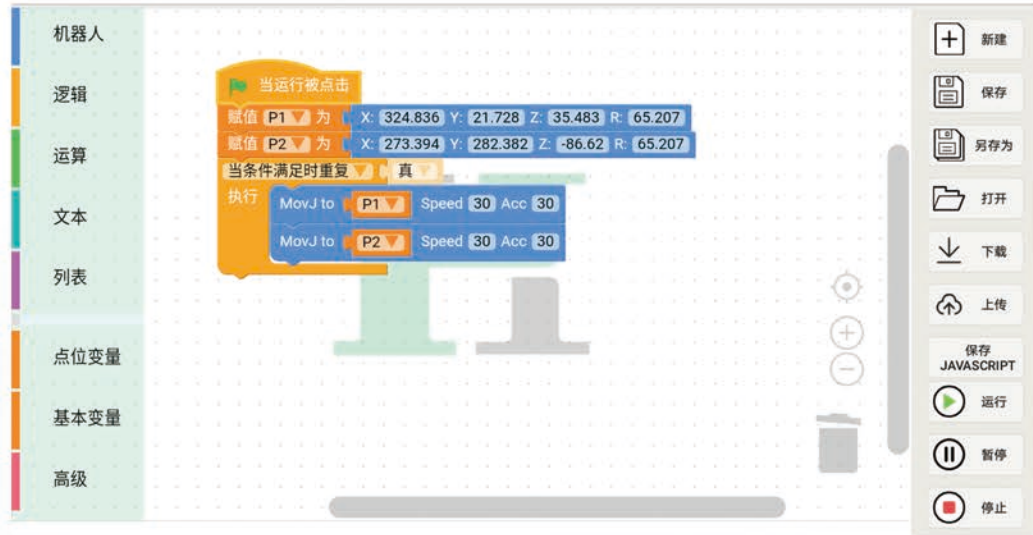 机器人
逻辑
运算
文本
列表
点位变量
基本变量
高级
当运行被点击
赋值 P1 为 X: 324.836 Y: 21.728 Z: 35.483 R: 65.207
赋值 P2 为 X: 273.394 Y: 282.382 Z: -86.62 R: 65.207
当条件满足时重复 真
执行
MovJ to P1 Speed 30 Acc 30
MovJ to P2 Speed 30 Acc 30
新建
保存
另存为
打开
下载
上传
保存
JAVASCRIPT
运行
暂停
停止